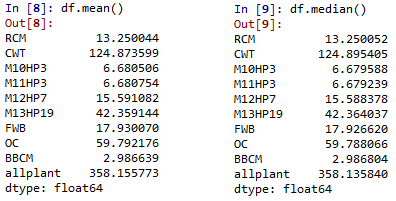 In [8]: df.mean()
Out[8]:
RCM 13.250044
CWT 124.873599
M10HP3 6.680506
M11HP3 6.680754
M12HP7 15.591082
M13HP19 42.359144
FWB 17.930070
OC 59.792176
BBCM 2.986639
allplant 358.155773
dtype: float64
In [9]: df.median()
Out[9]:
RCM 13.250052
CWT 124.895405
M10HP3 6.679588
M11HP3 6.679239
M12HP7 15.588378
M13HP19 42.364037
FWB 17.926620
OC 59.788066
BBCM 2.986804
allplant 358.135840
dtype: float64